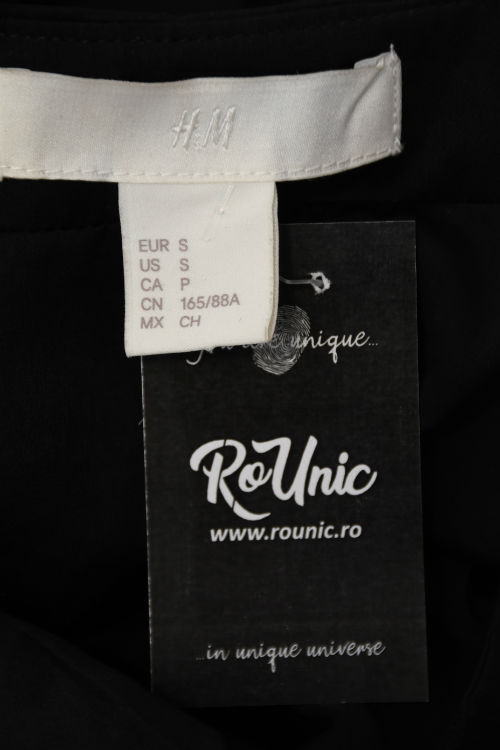 H&M
EUR S
US S
CA P
CN 165/88A
MX CH
unique...
RoUnic
www.rounic.ro
...in unique universe